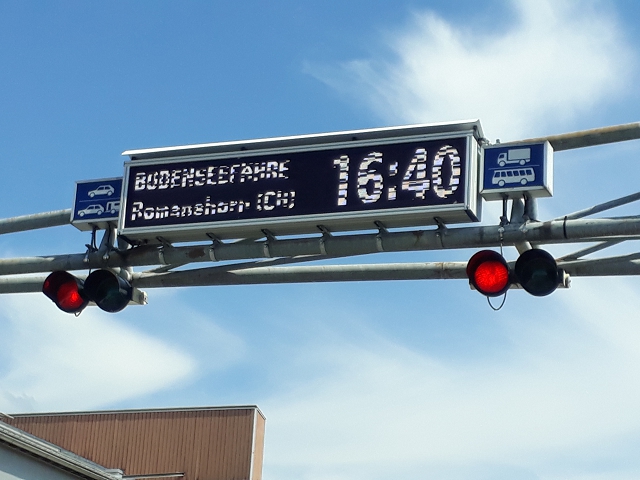 BODENSEEFÄHRE
Romanshorn (CH)
16:40